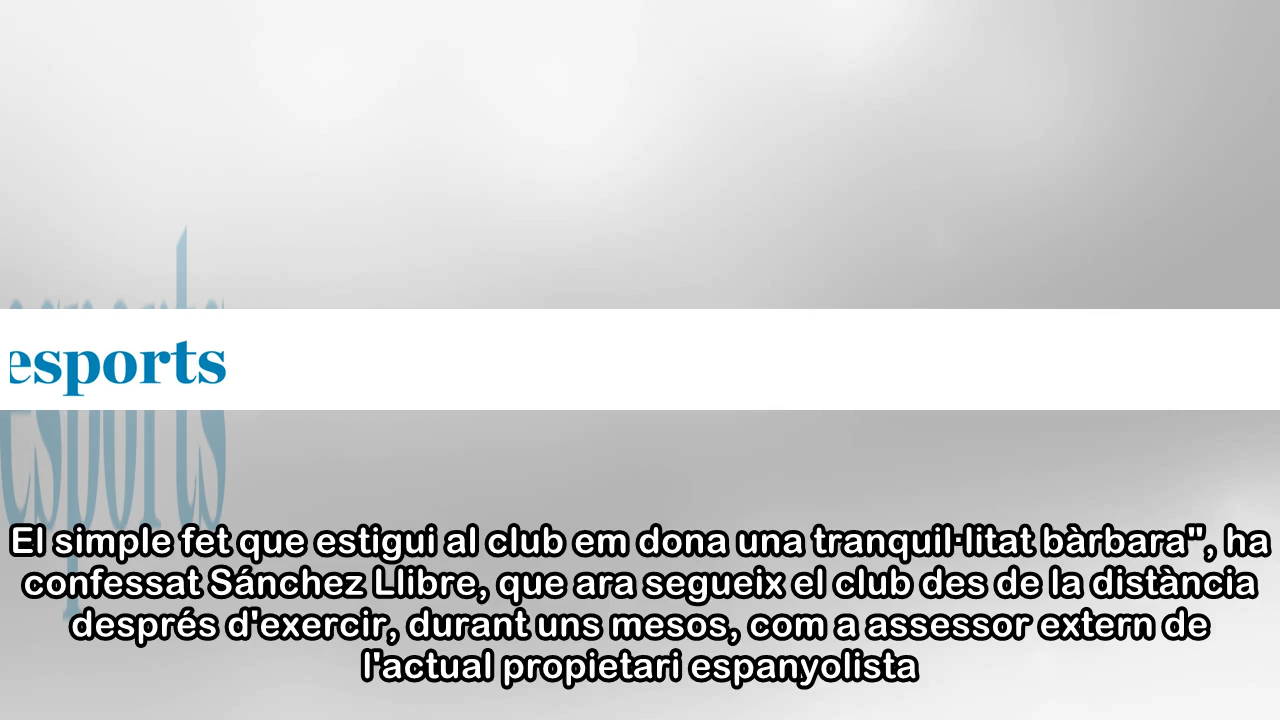 esports
esports
El simple fet que estigui al club em dona una tranquil·litat bàrbara", ha
confessat Sánchez Llibre, que ara segueix el club des de la distància
després d'exercir, durant uns mesos, com a assessor extern de
l'actual propietari espanyolista